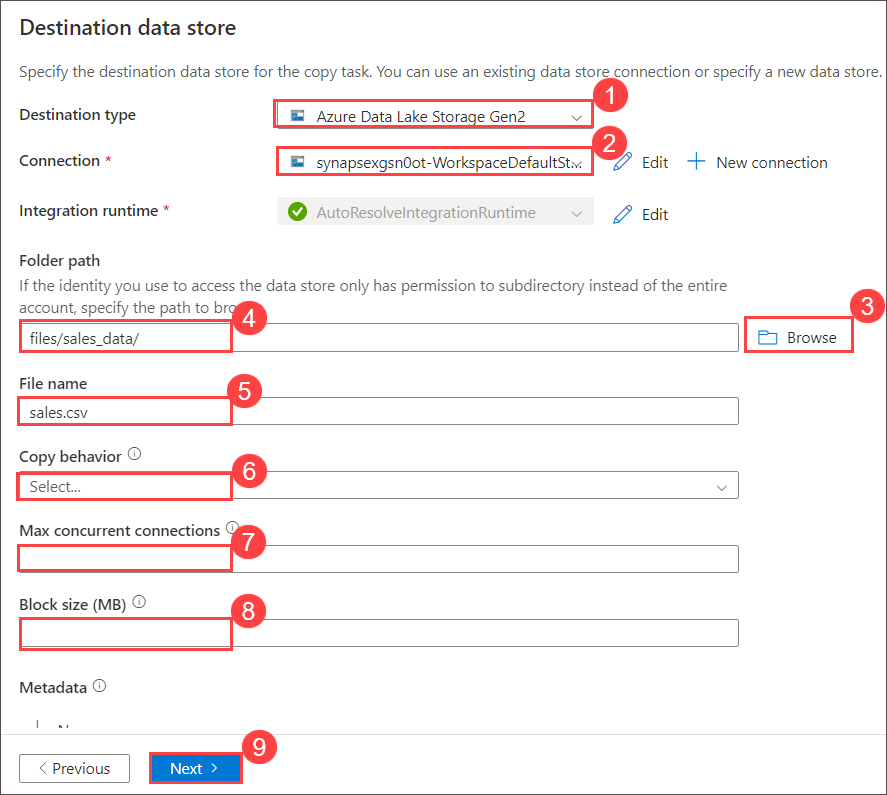 Destination data store
Specify the destination data store for the copy task. You can use an existing data store connection or specify a new data store.
1
Destination type Azure Data Lake Storage Gen2
2
Connection * synapsexgsn0ot-WorkspaceDefaultSt... Edit New connection
Integration runtime * AutoResolveIntegrationRuntime Edit
Folder path
If the identity you use to access the data store only has permission to subdirectory instead of the entire
account, specify the path to
4 3
files/sales_data/ Browse
File name
5
sales.csv
Copy behavior
6
Select...
Max concurrent connections
7
Block size (MB)
8
Metadata
9
Previous Next